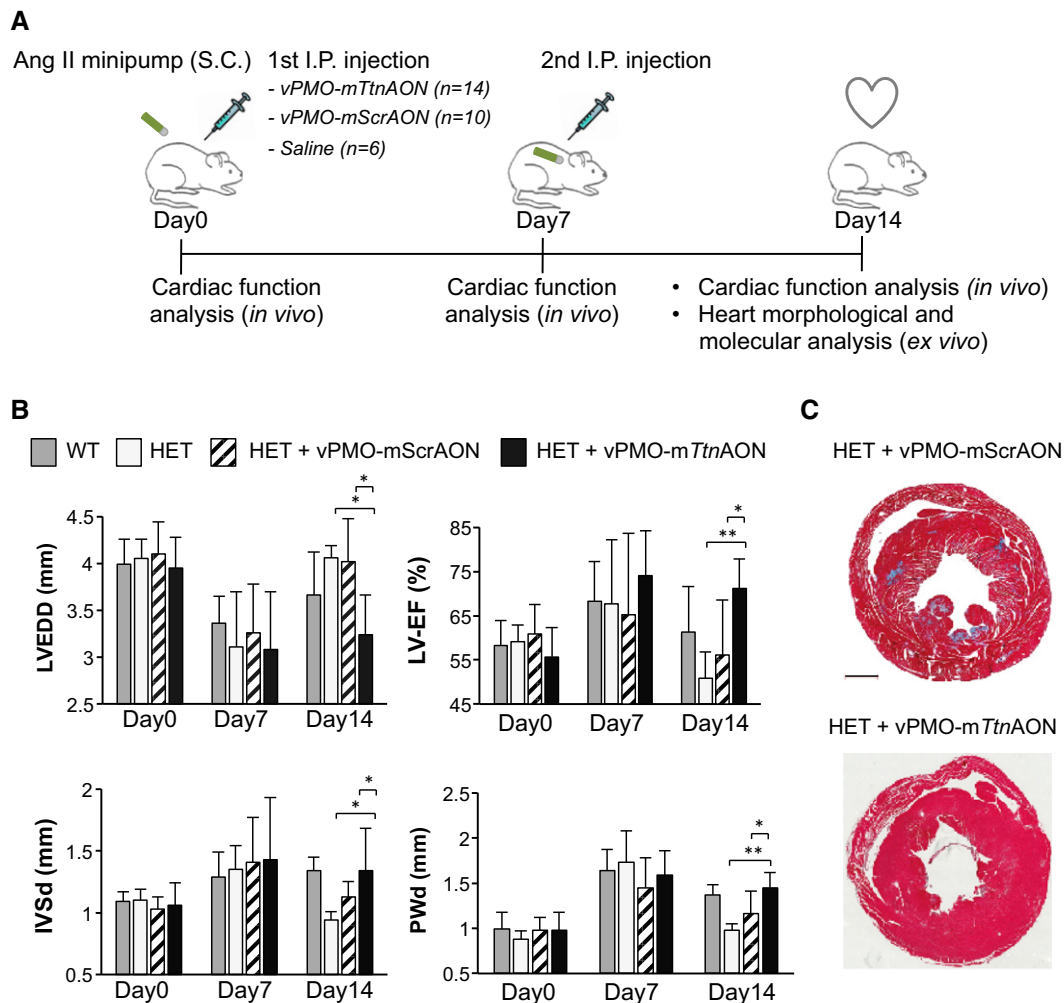 A
Ang II minipump (S.C.)
1st I.P. injection
- vPMO-mTtnAON (n=14)
- vPMO-mScrAON (n=10)
- Saline (n=6)
2nd I.P. injection
Day0
Day7
Day14
Cardiac function
analysis (in vivo)
Cardiac function
analysis (in vivo)
• Cardiac function analysis (in vivo)
• Heart morphological and
molecular analysis (ex vivo)
B
WT
HET
HET + vPMO-mScrAON
HET + vPMO-mTtnAON
LVEDD (mm)
4.5
4
3.5
3
2.5
*
*
Day0
Day7
Day14
LV-EF (%)
85
75
65
55
45
*
**
Day0
Day7
Day14
IVSd (mm)
2
1.5
1
0.5
*
*
Day0
Day7
Day14
PWd (mm)
2.5
2
1.5
1
0.5
*
**
Day0
Day7
Day14
C
HET + vPMO-mScrAON
HET + vPMO-mTtnAON